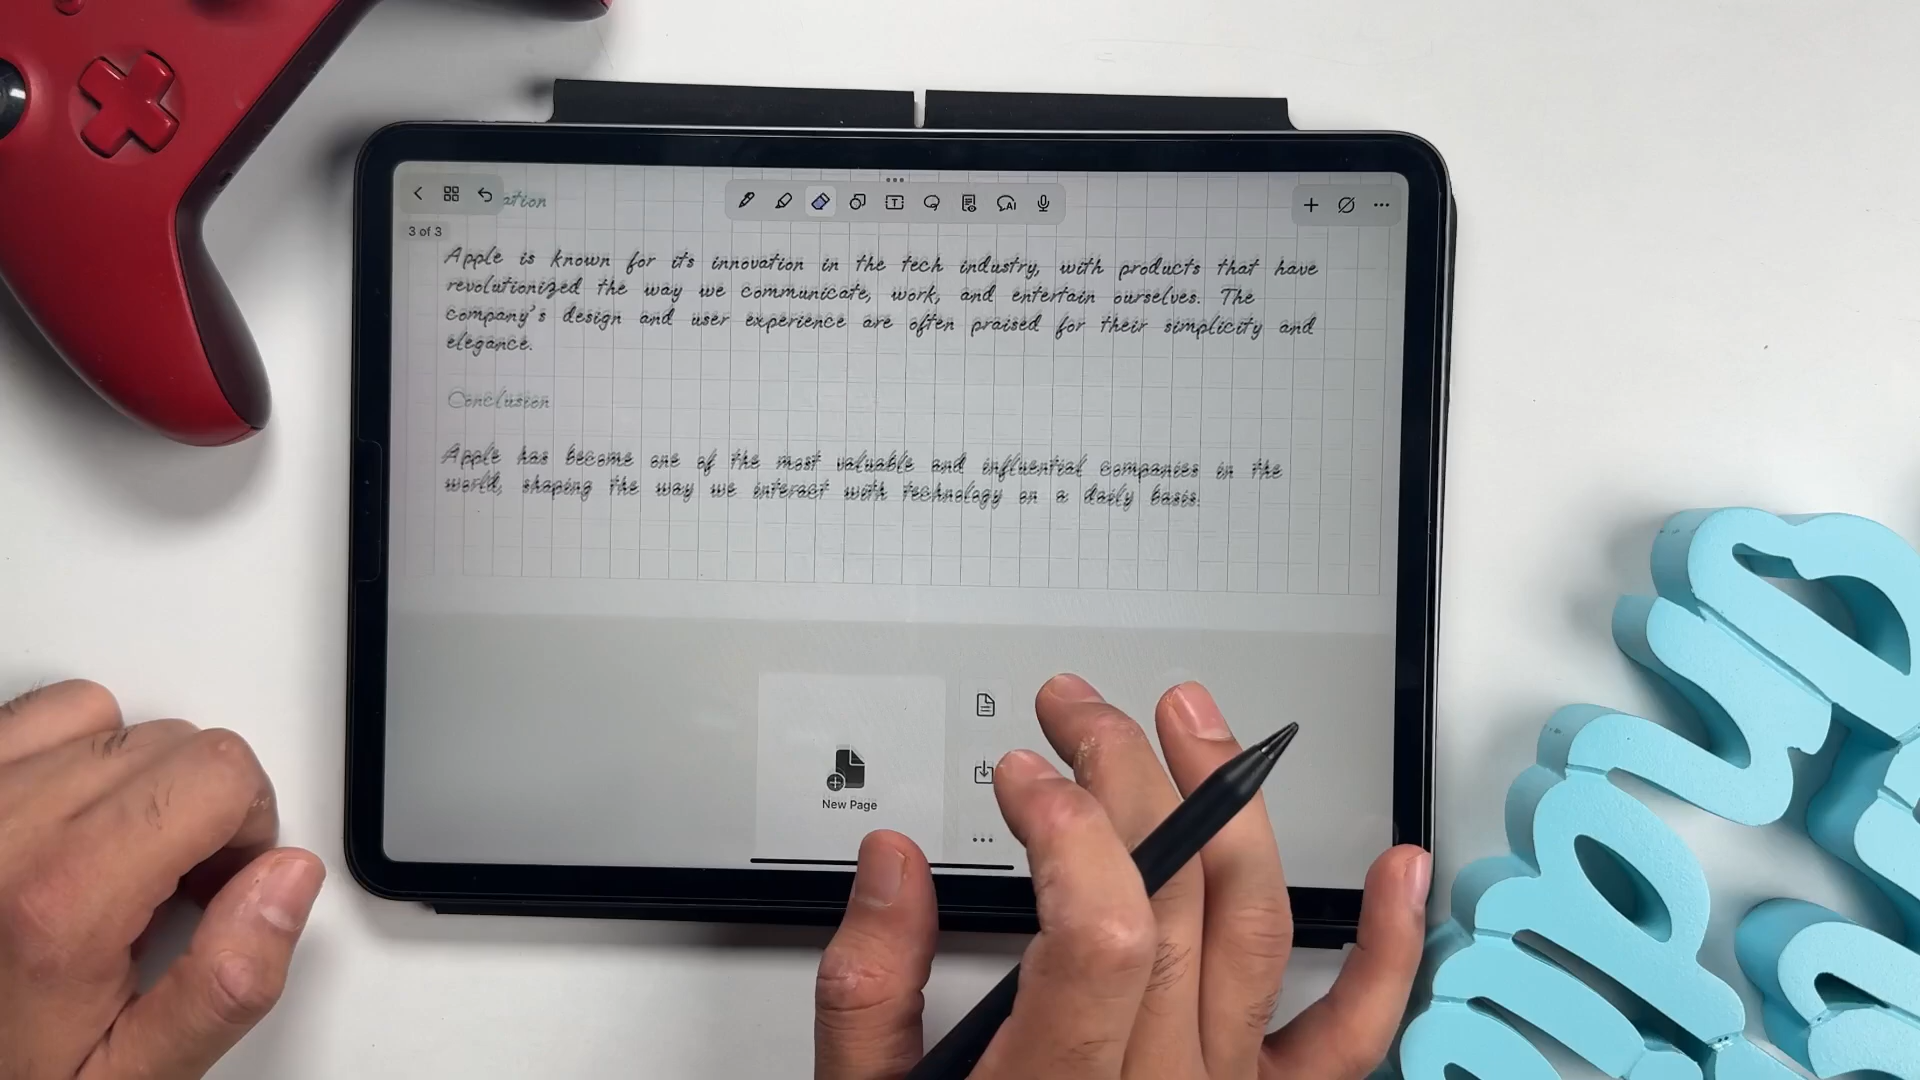 ation
3 of 3
Apple is known for its innovation in the tech industry, with products that have
revolutionized the way we communicate, work, and entertain ourselves. The
company's design and user experience are often praised for their simplicity and
elegance.
Conclusion
Apple has become one of the most valuable and influential companies in the
world, shaping the way we interact with technology on a daily basis.
New Page